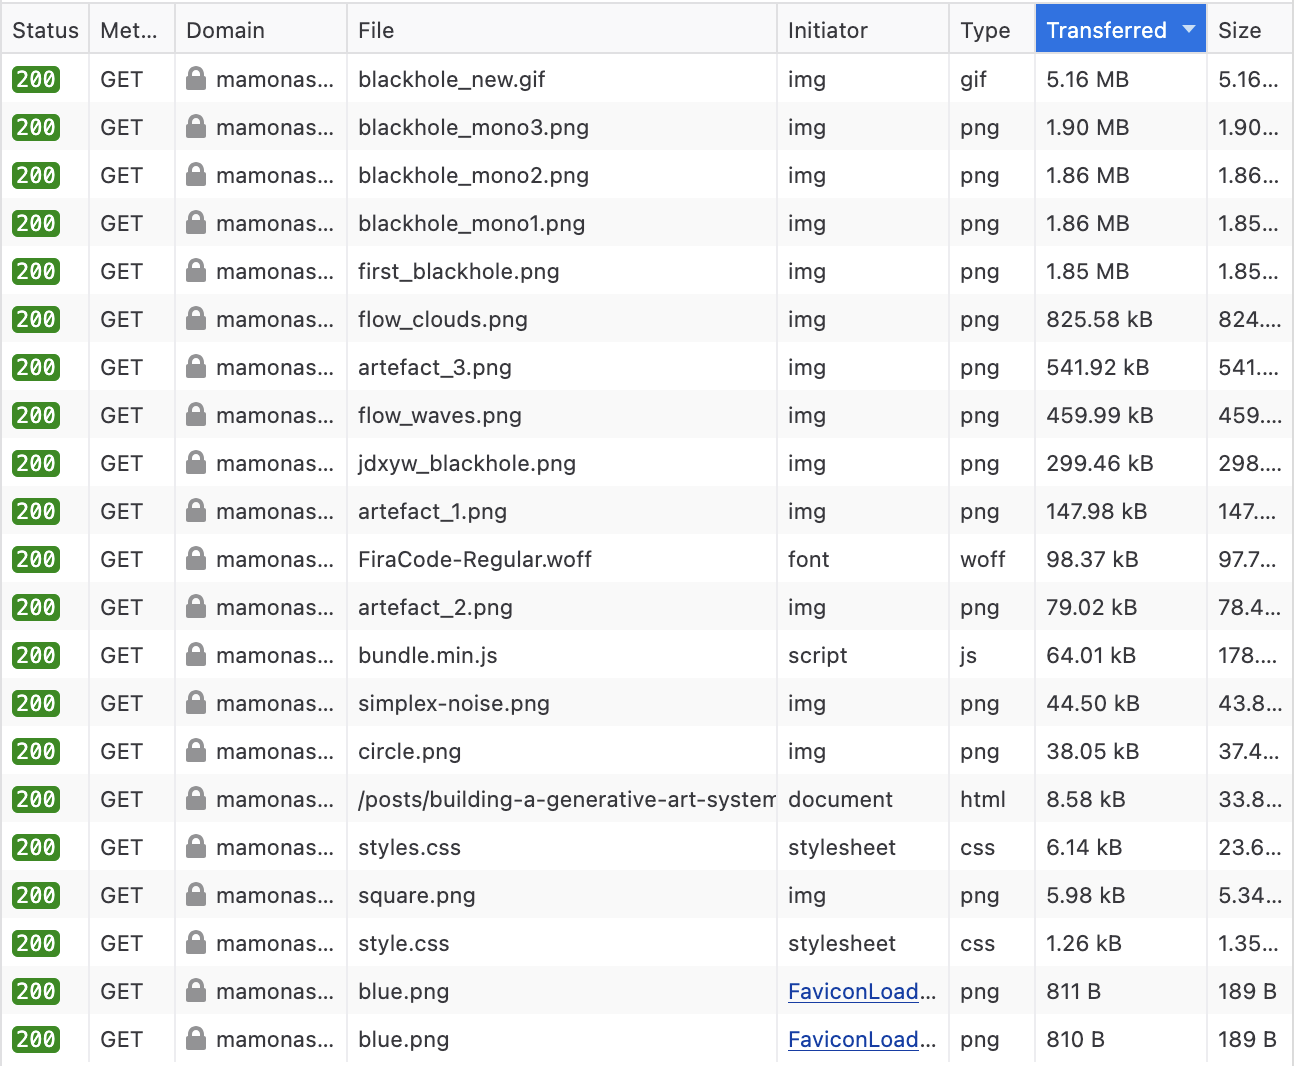 Status Met... Domain File Initiator Type Transferred Size
200 GET mamonas... blackhole_new.gif img gif 5.16 MB 5.16...
200 GET mamonas... blackhole_mono3.png img png 1.90 MB 1.90...
200 GET mamonas... blackhole_mono2.png img png 1.86 MB 1.86...
200 GET mamonas... blackhole_mono1.png img png 1.86 MB 1.85...
200 GET mamonas... first_blackhole.png img png 1.85 MB 1.85...
200 GET mamonas... flow_clouds.png img png 825.58 kB 824....
200 GET mamonas... artefact_3.png img png 541.92 kB 541....
200 GET mamonas... flow_waves.png img png 459.99 kB 459....
200 GET mamonas... jdxyw_blackhole.png img png 299.46 kB 298....
200 GET mamonas... artefact_1.png img png 147.98 kB 147....
200 GET mamonas... FiraCode-Regular.woff font woff 98.37 kB 97.7...
200 GET mamonas... artefact_2.png img png 79.02 kB 78.4...
200 GET mamonas... bundle.min.js script js 64.01 kB 178....
200 GET mamonas... simplex-noise.png img png 44.50 kB 43.8...
200 GET mamonas... circle.png img png 38.05 kB 37.4...
200 GET mamonas... /posts/building-a-generative-art-system document html 8.58 kB 33.8...
200 GET mamonas... styles.css stylesheet css 6.14 kB 23.6...
200 GET mamonas... square.png img png 5.98 kB 5.34...
200 GET mamonas... style.css stylesheet css 1.26 kB 1.35...
200 GET mamonas... blue.png FaviconLoad... png 811 B 189 B
200 GET mamonas... blue.png FaviconLoad... png 810 B 189 B